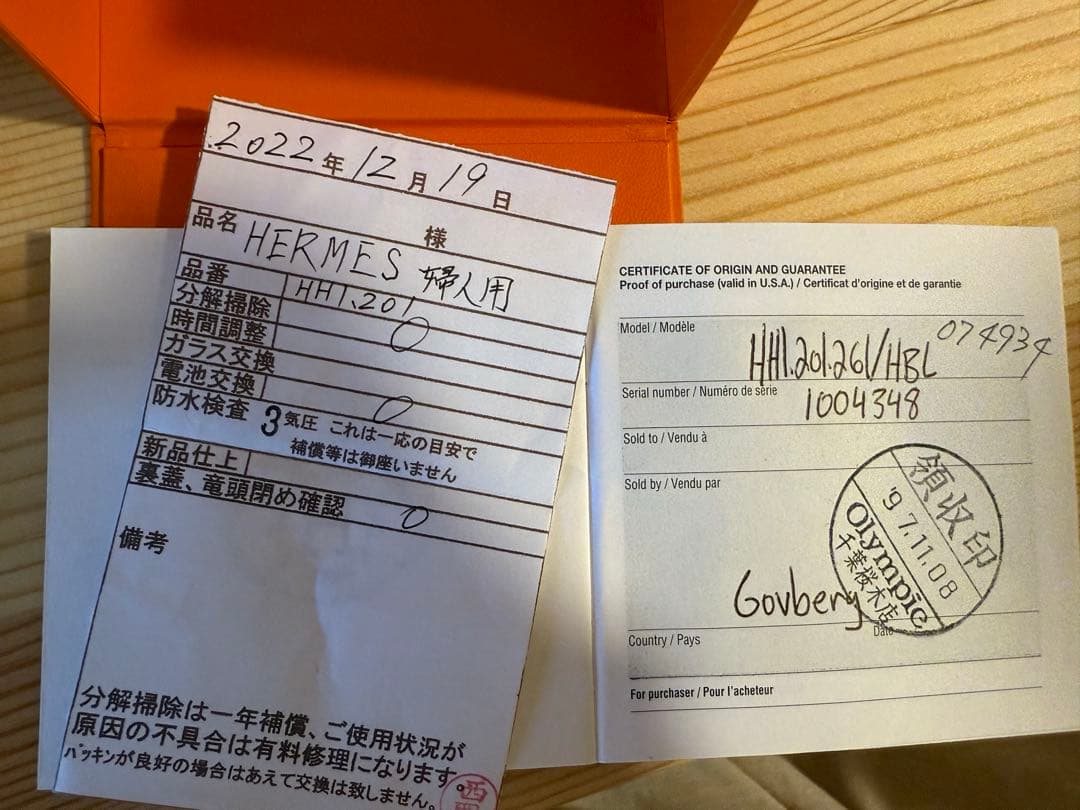 2022年12月19日
様
品名 HERMES 婦人用
品番 HH1.201
分解掃除 0
時間調整
ガラス交換
電池交換 0
防水検査 3気圧 これは一応の目安で
補償等は御座いません
新品仕上
裏蓋、竜頭閉め確認 0
備考
分解掃除は一年補償、ご使用状況が
原因の不具合は有料修理になります。
パッキンが良好の場合はあえて交換は致しません。
CERTIFICATE OF ORIGIN AND GUARANTEE
Proof of purchase (valid in U.S.A.) / Certificat d'origine et de garantie
Model / Modèle
HH1.201.261/HBL 074934
Serial number / Numéro de série
1004348
Sold to / Vendu à
Sold by / Vendu par
領収印
'97.11.08
Olympic
千葉桜木店
Govberg
Date
Country / Pays
For purchaser / Pour l'acheteur